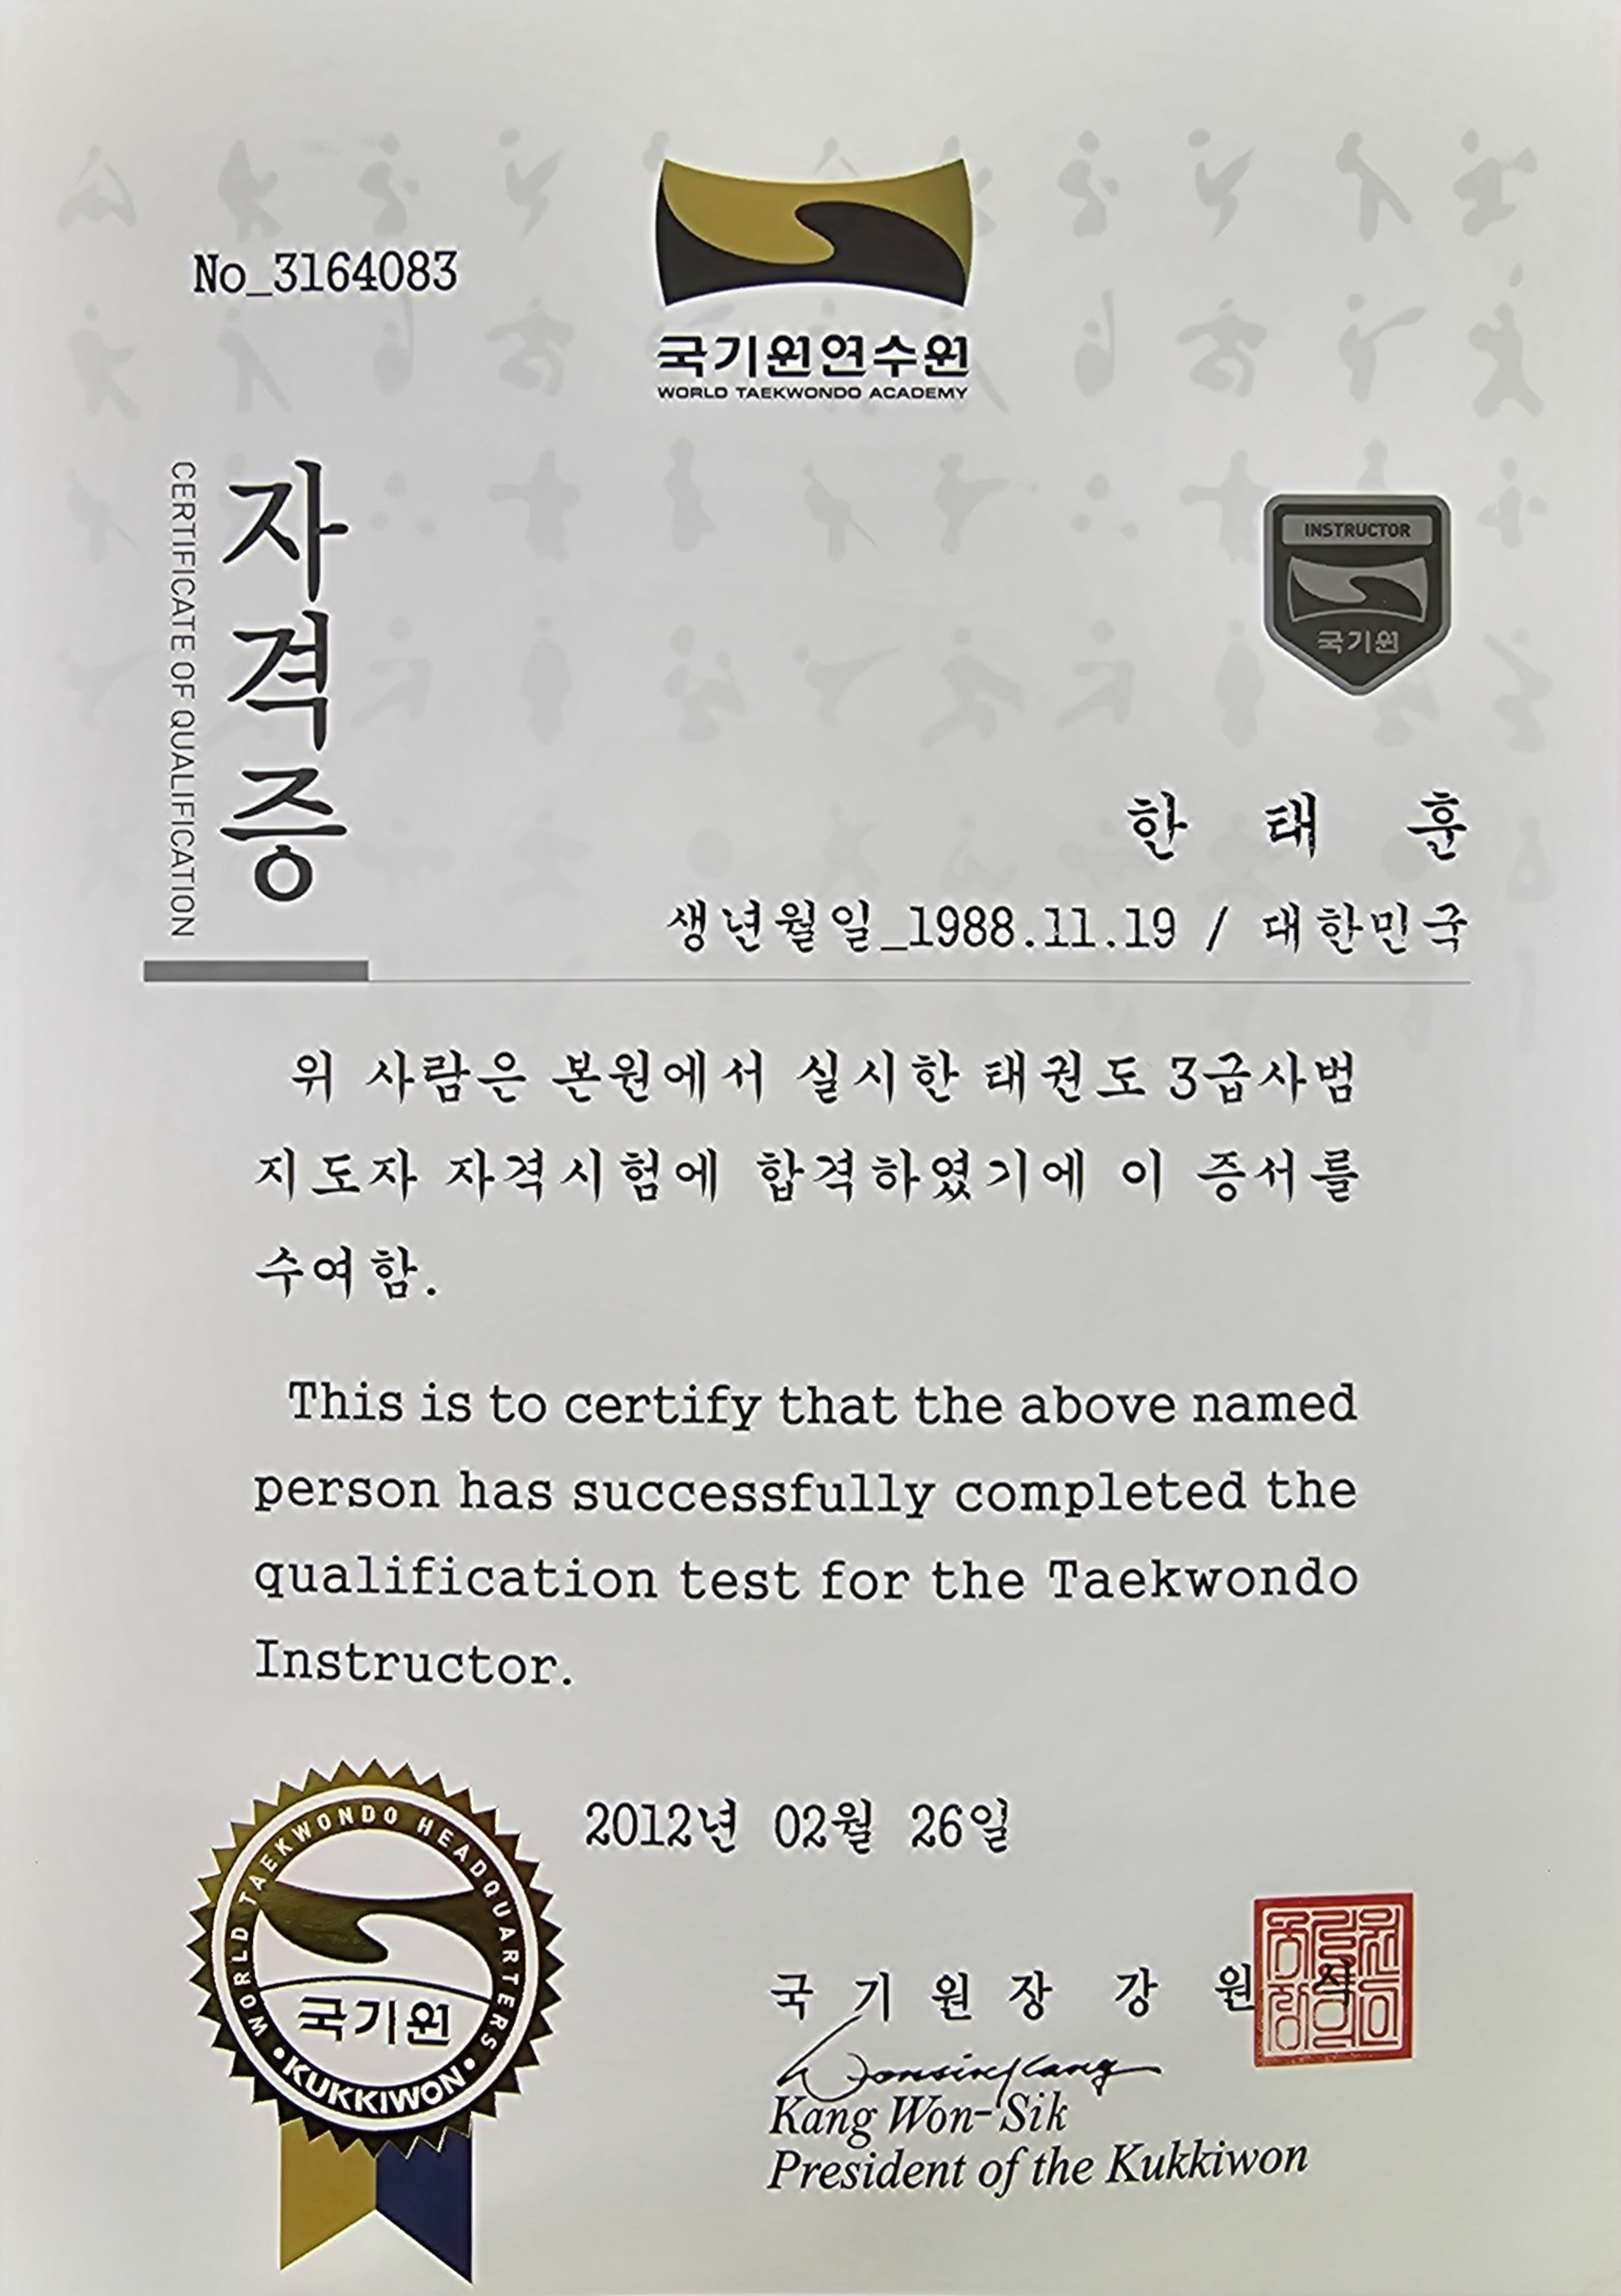 No_3164083
국기원연수원
WORLD TAEKWONDO ACADEMY
자격증
CERTIFICATE OF QUALIFICATION
INSTRUCTOR
국기원
한 태 훈
생년월일_1988.11.19 / 대한민국
위 사람은 본원에서 실시한 태권도 3급사범
지도자 자격시험에 합격하였기에 이 증서를
수여함.
This is to certify that the above named
person has successfully completed the
qualification test for the Taekwondo
Instructor.
2012년 02월 26일
WORLD TAEKWONDO HEADQUARTERS
국기원
KUKKIWON
국 기 원 장 강 원 식
Wonsik Kang
Kang Won-Sik
President of the Kukkiwon